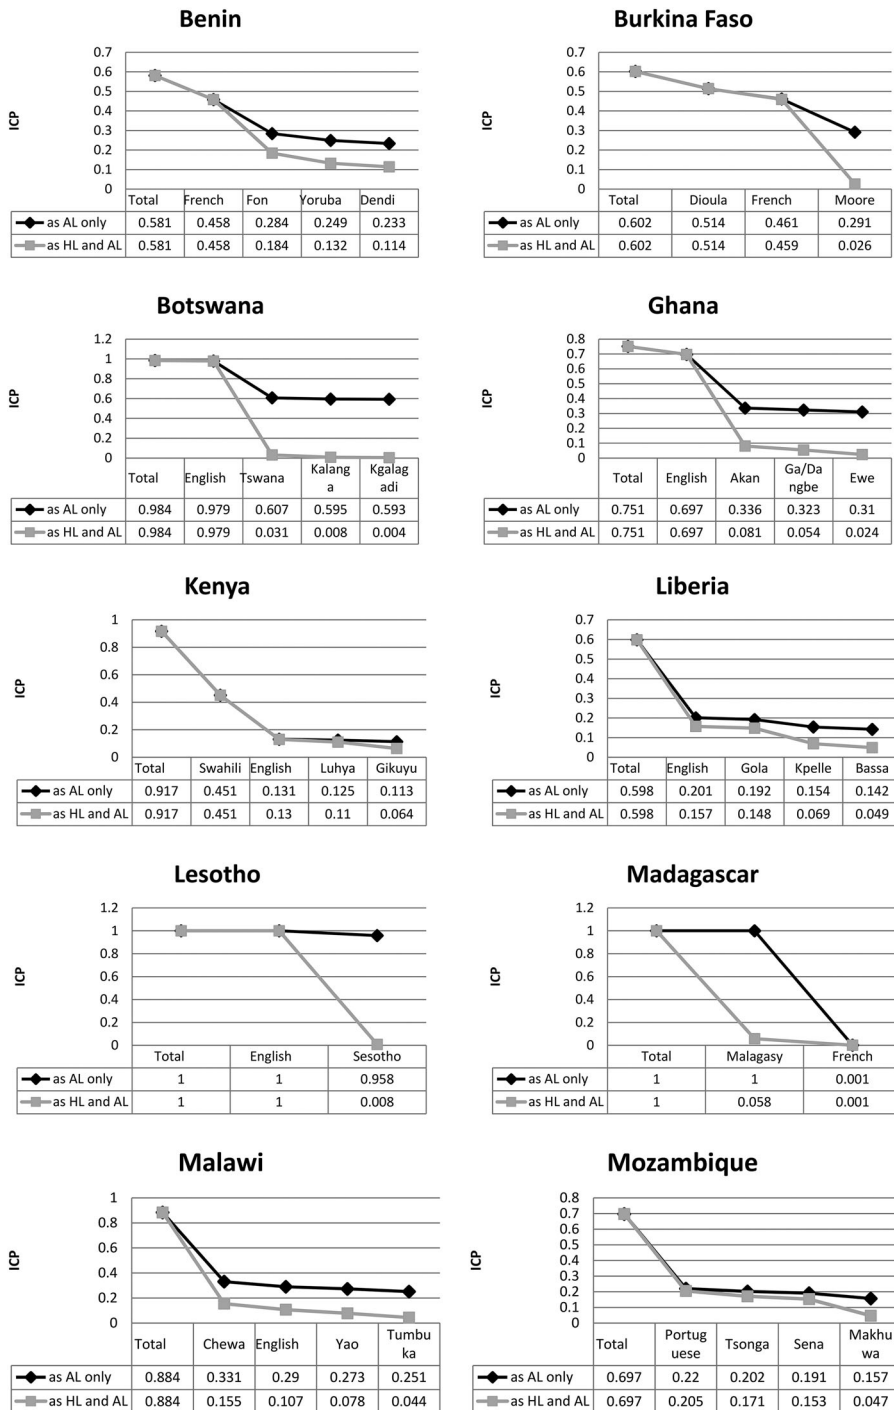 Benin
0.7
0.6
0.5
0.4
0.3
0.2
0.1
0
ICP
Total French Fon Yoruba Dendi
as AL only 0.581 0.458 0.284 0.249 0.233
as HL and AL 0.581 0.458 0.184 0.132 0.114
Burkina Faso
0.7
0.6
0.5
0.4
0.3
0.2
0.1
0
ICP
Total Dioula French Moore
as AL only 0.602 0.514 0.461 0.291
as HL and AL 0.602 0.514 0.459 0.026
Botswana
1.2
1
0.8
0.6
0.4
0.2
0
ICP
Total English Tswana Kalang Kgalag
a adi
as AL only 0.984 0.979 0.607 0.595 0.593
as HL and AL 0.984 0.979 0.031 0.008 0.004
Ghana
0.8
0.7
0.6
0.5
0.4
0.3
0.2
0.1
0
ICP
Total English Akan Ga/Da Ewe
ngbe
as AL only 0.751 0.697 0.336 0.323 0.31
as HL and AL 0.751 0.697 0.081 0.054 0.024
Kenya
1
0.8
0.6
0.4
0.2
0
ICP
Total Swahili English Luhya Gikuyu
as AL only 0.917 0.451 0.131 0.125 0.113
as HL and AL 0.917 0.451 0.13 0.11 0.064
Liberia
0.7
0.6
0.5
0.4
0.3
0.2
0.1
0
ICP
Total English Gola Kpelle Bassa
as AL only 0.598 0.201 0.192 0.154 0.142
as HL and AL 0.598 0.157 0.148 0.069 0.049
Lesotho
1.2
1
0.8
0.6
0.4
0.2
0
ICP
Total English Sesotho
as AL only 1 1 0.958
as HL and AL 1 1 0.008
Madagascar
1.2
1
0.8
0.6
0.4
0.2
0
ICP
Total Malagasy French
as AL only 1 1 0.001
as HL and AL 1 0.058 0.001
Malawi
1
0.8
0.6
0.4
0.2
0
ICP
Total Chewa English Yao Tumbu
ka
as AL only 0.884 0.331 0.29 0.273 0.251
as HL and AL 0.884 0.155 0.107 0.078 0.044
Mozambique
0.8
0.7
0.6
0.5
0.4
0.3
0.2
0.1
0
ICP
Total Portug Tsonga Sena Makhu
uese wa
as AL only 0.697 0.22 0.202 0.191 0.157
as HL and AL 0.697 0.205 0.171 0.153 0.047